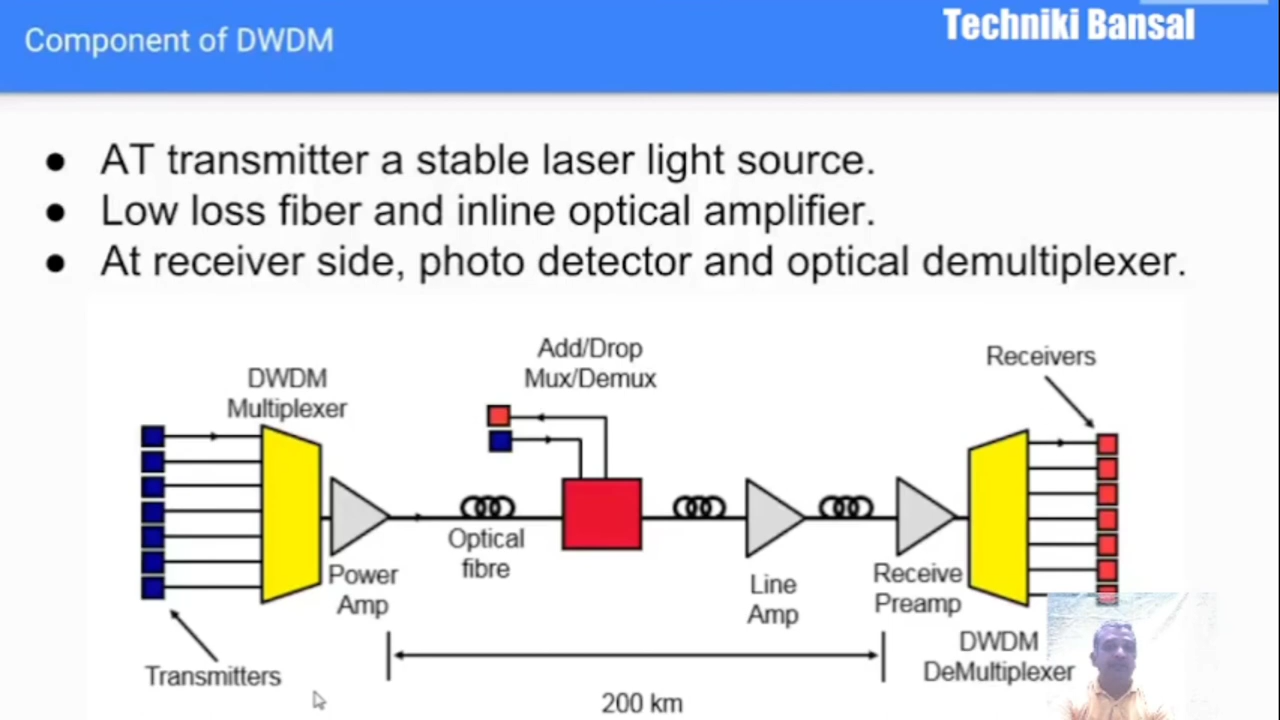 Component of DWDM
Techniki Bansal
● AT transmitter a stable laser light source.
● Low loss fiber and inline optical amplifier.
● At receiver side, photo detector and optical demultiplexer.
Add/Drop
Mux/Demux
Receivers
DWDM
Multiplexer
Optical
fibre
Power
Amp
Line
Amp
Receive
Preamp
DWDM
DeMultiplexer
Transmitters
200 km